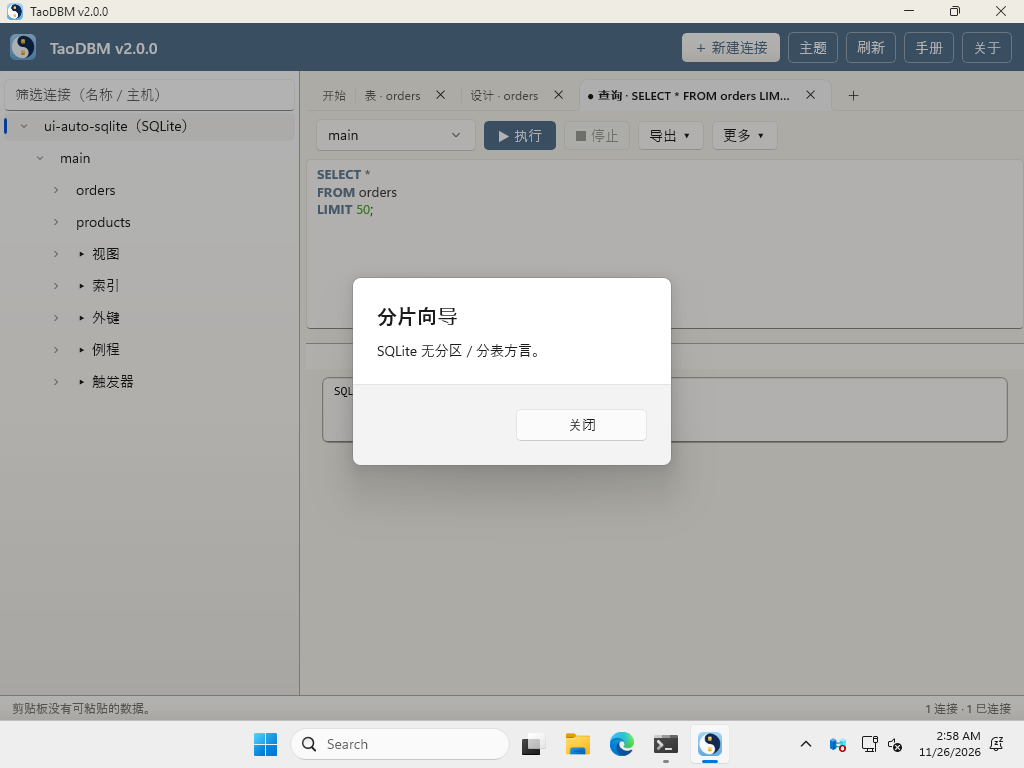 TaoDBM v2.0.0
TaoDBM v2.0.0
+ 新建连接
主题
刷新
手册
关于
筛选连接（名称 / 主机）
ui-auto-sqlite（SQLite）
main
orders
products
视图
索引
外键
例程
触发器
开始
表 · orders
设计 · orders
● 查询 · SELECT * FROM orders LIM...
main
执行
停止
导出
更多
SELECT *
FROM orders
LIMIT 50;
分片向导
SQLite 无分区 / 分表方言。
关闭
SQL
剪贴板没有可粘贴的数据。
1 连接 · 1 已连接
Search
2:58 AM
11/26/2026